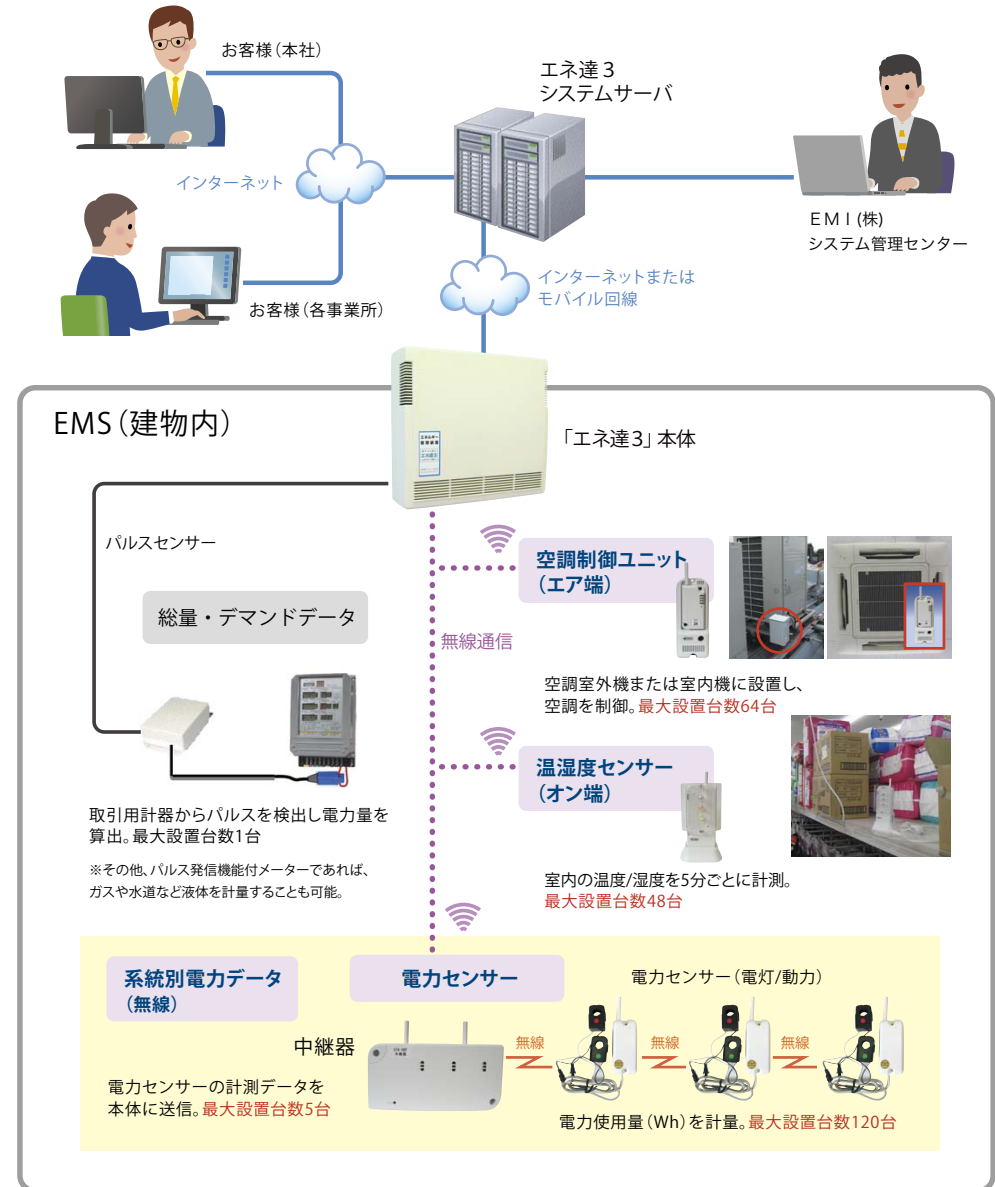 お客様(本社)
エネ達3
システムサーバ
インターネット
EMI(株)
システム管理センター
お客様(各事業所)
インターネットまたは
モバイル回線
EMS(建物内)
「エネ達3」本体
パルスセンサー
総量・デマンドデータ
無線通信
空調制御ユニット
(エア端)
空調室外機または室内機に設置し、
空調を制御。最大設置台数64台
取引用計器からパルスを検出し電力量を
算出。最大設置台数1台
※その他、パルス発信機能付メーターであれば、
ガスや水道など液体を計量することも可能。
温湿度センサー
(オン端)
室内の温度/湿度を5分ごとに計測。
最大設置台数48台
系統別電力データ
(無線)
電力センサー
電力センサー(電灯/動力)
中継器
中継器
無線
無線
無線
電力センサーの計測データを
本体に送信。最大設置台数5台
電力使用量(Wh)を計量。最大設置台数120台